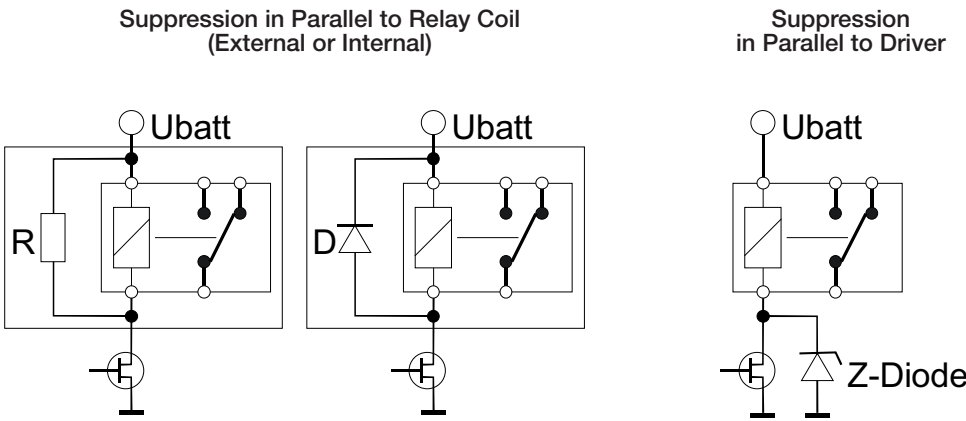 Suppression in Parallel to Relay Coil
(External or Internal)
Suppression
in Parallel to Driver
Ubatt
Ubatt
Ubatt
R
D
Z-Diode